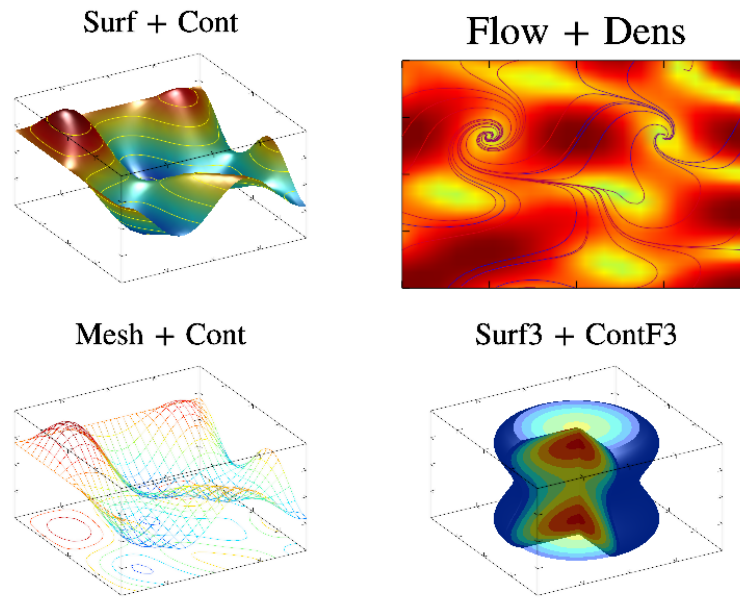 Surf + Cont
Flow + Dens
Mesh + Cont
Surf3 + ContF3